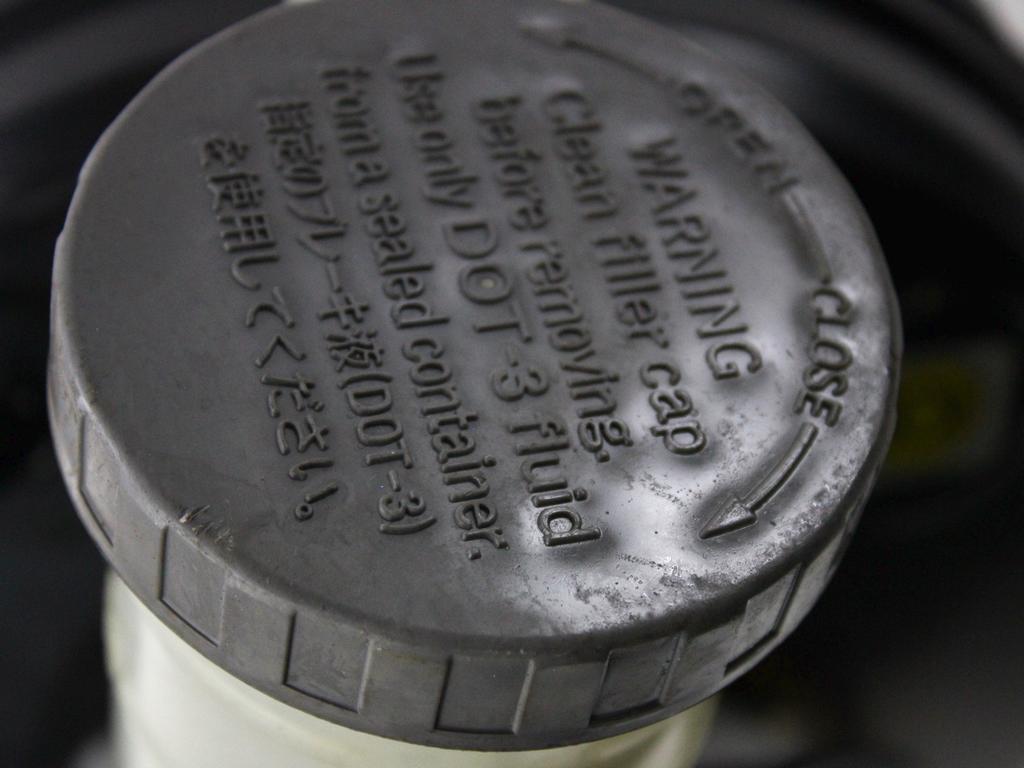 OPEN
CLOSE
WARNING
Clean filler cap
before removing.
Use only DOT-3 fluid
from a sealed container.
指定のブレーキ液(DOT-3)
を使用してください。